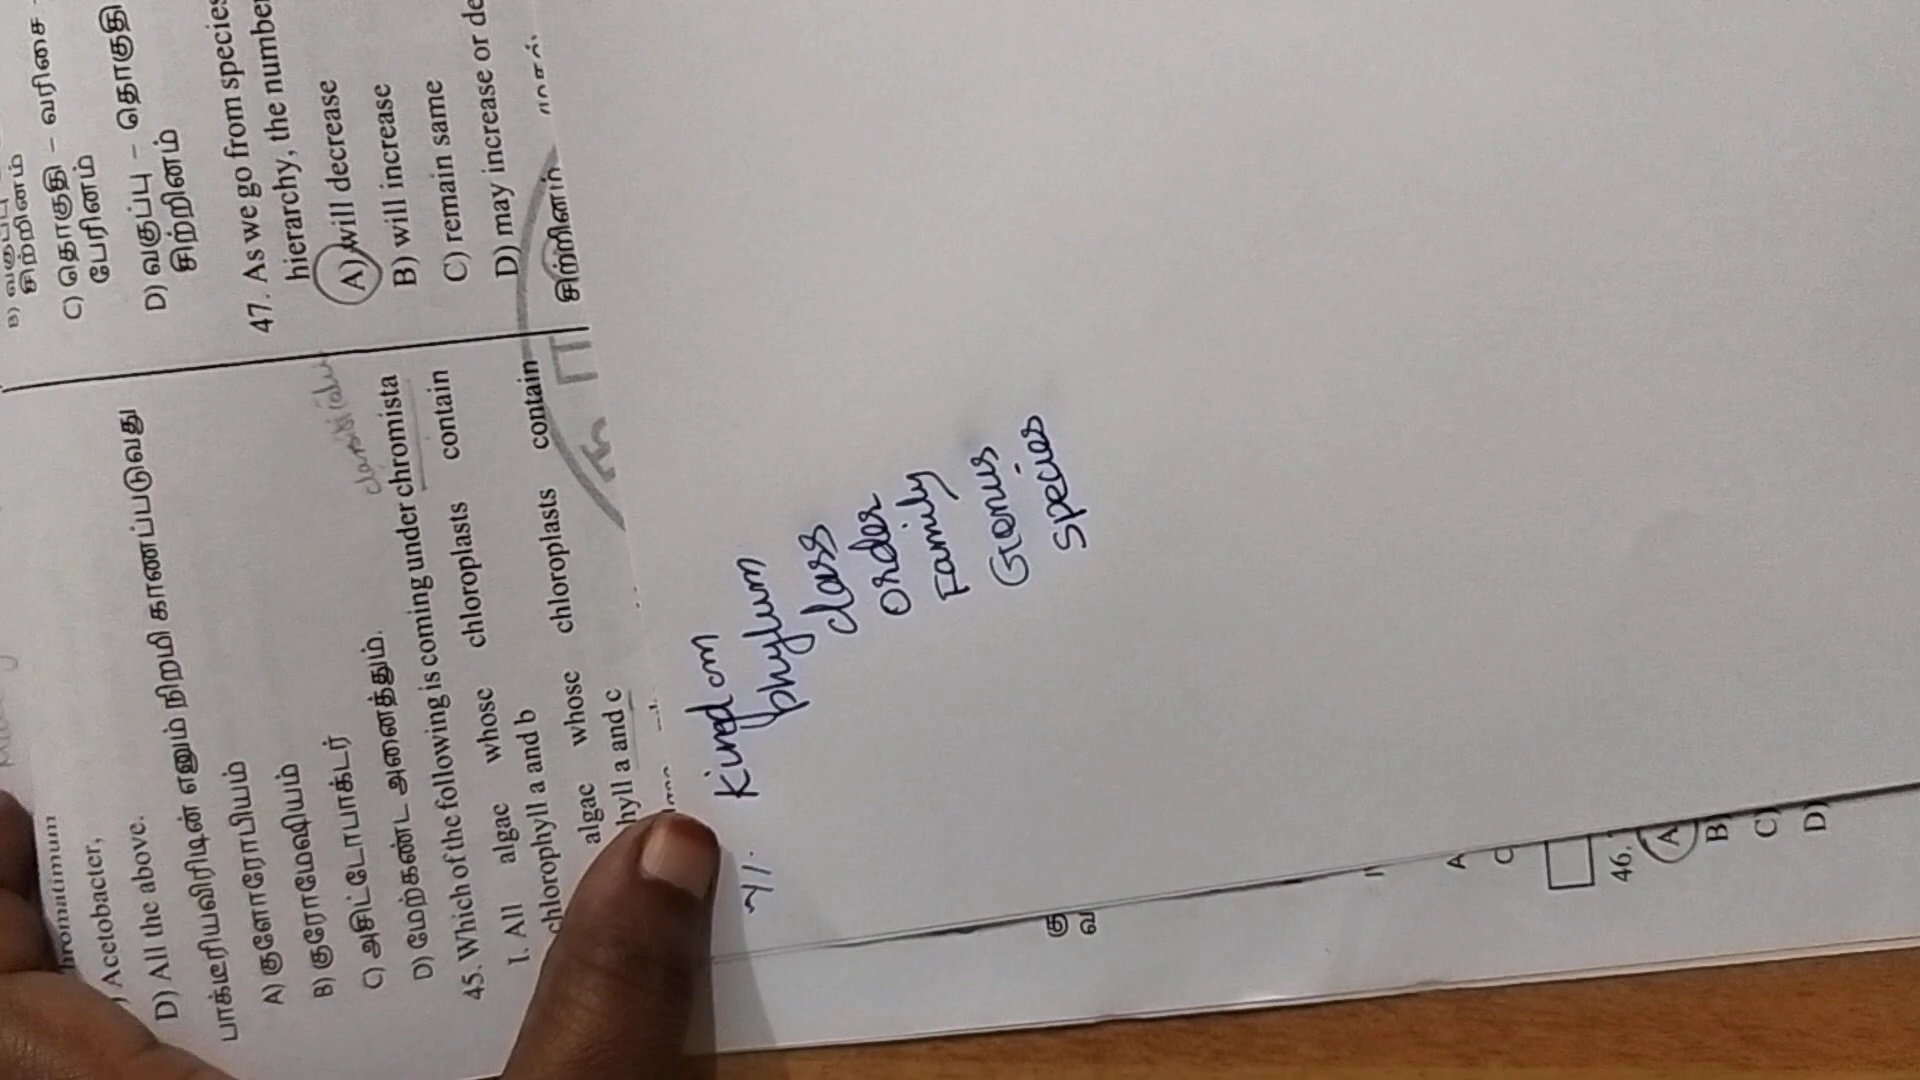 hromatimum
) Acetobacter,
D) All the above.
பாக்டீரியவிரிடின் எனும் நிறமி காணப்படுவது
A) குளோரோபியம்
B) குரோமேஷியம்
C) அசிட்டோபாக்டர்
D) மேற்கண்ட அனைத்தும்.
45. Which of the following is coming under chromista
I. All algae whose chloroplasts contain
chlorophyll a and b
algae whose chloroplasts contain
hyll a and c
சிற்றினம்
C) தொகுதி – வரிசை
பேரினம்
D) வகுப்பு – தொகுதி
சிற்றினம்
47. As we go from species
hierarchy, the number
A) will decrease
B) will increase
C) remain same
D) may increase or de
சிற்றினம்
Kingdom
phylum
class
order
Family
Genus
Species
கு
வ
A
C
46.
A
B)
C)
D)